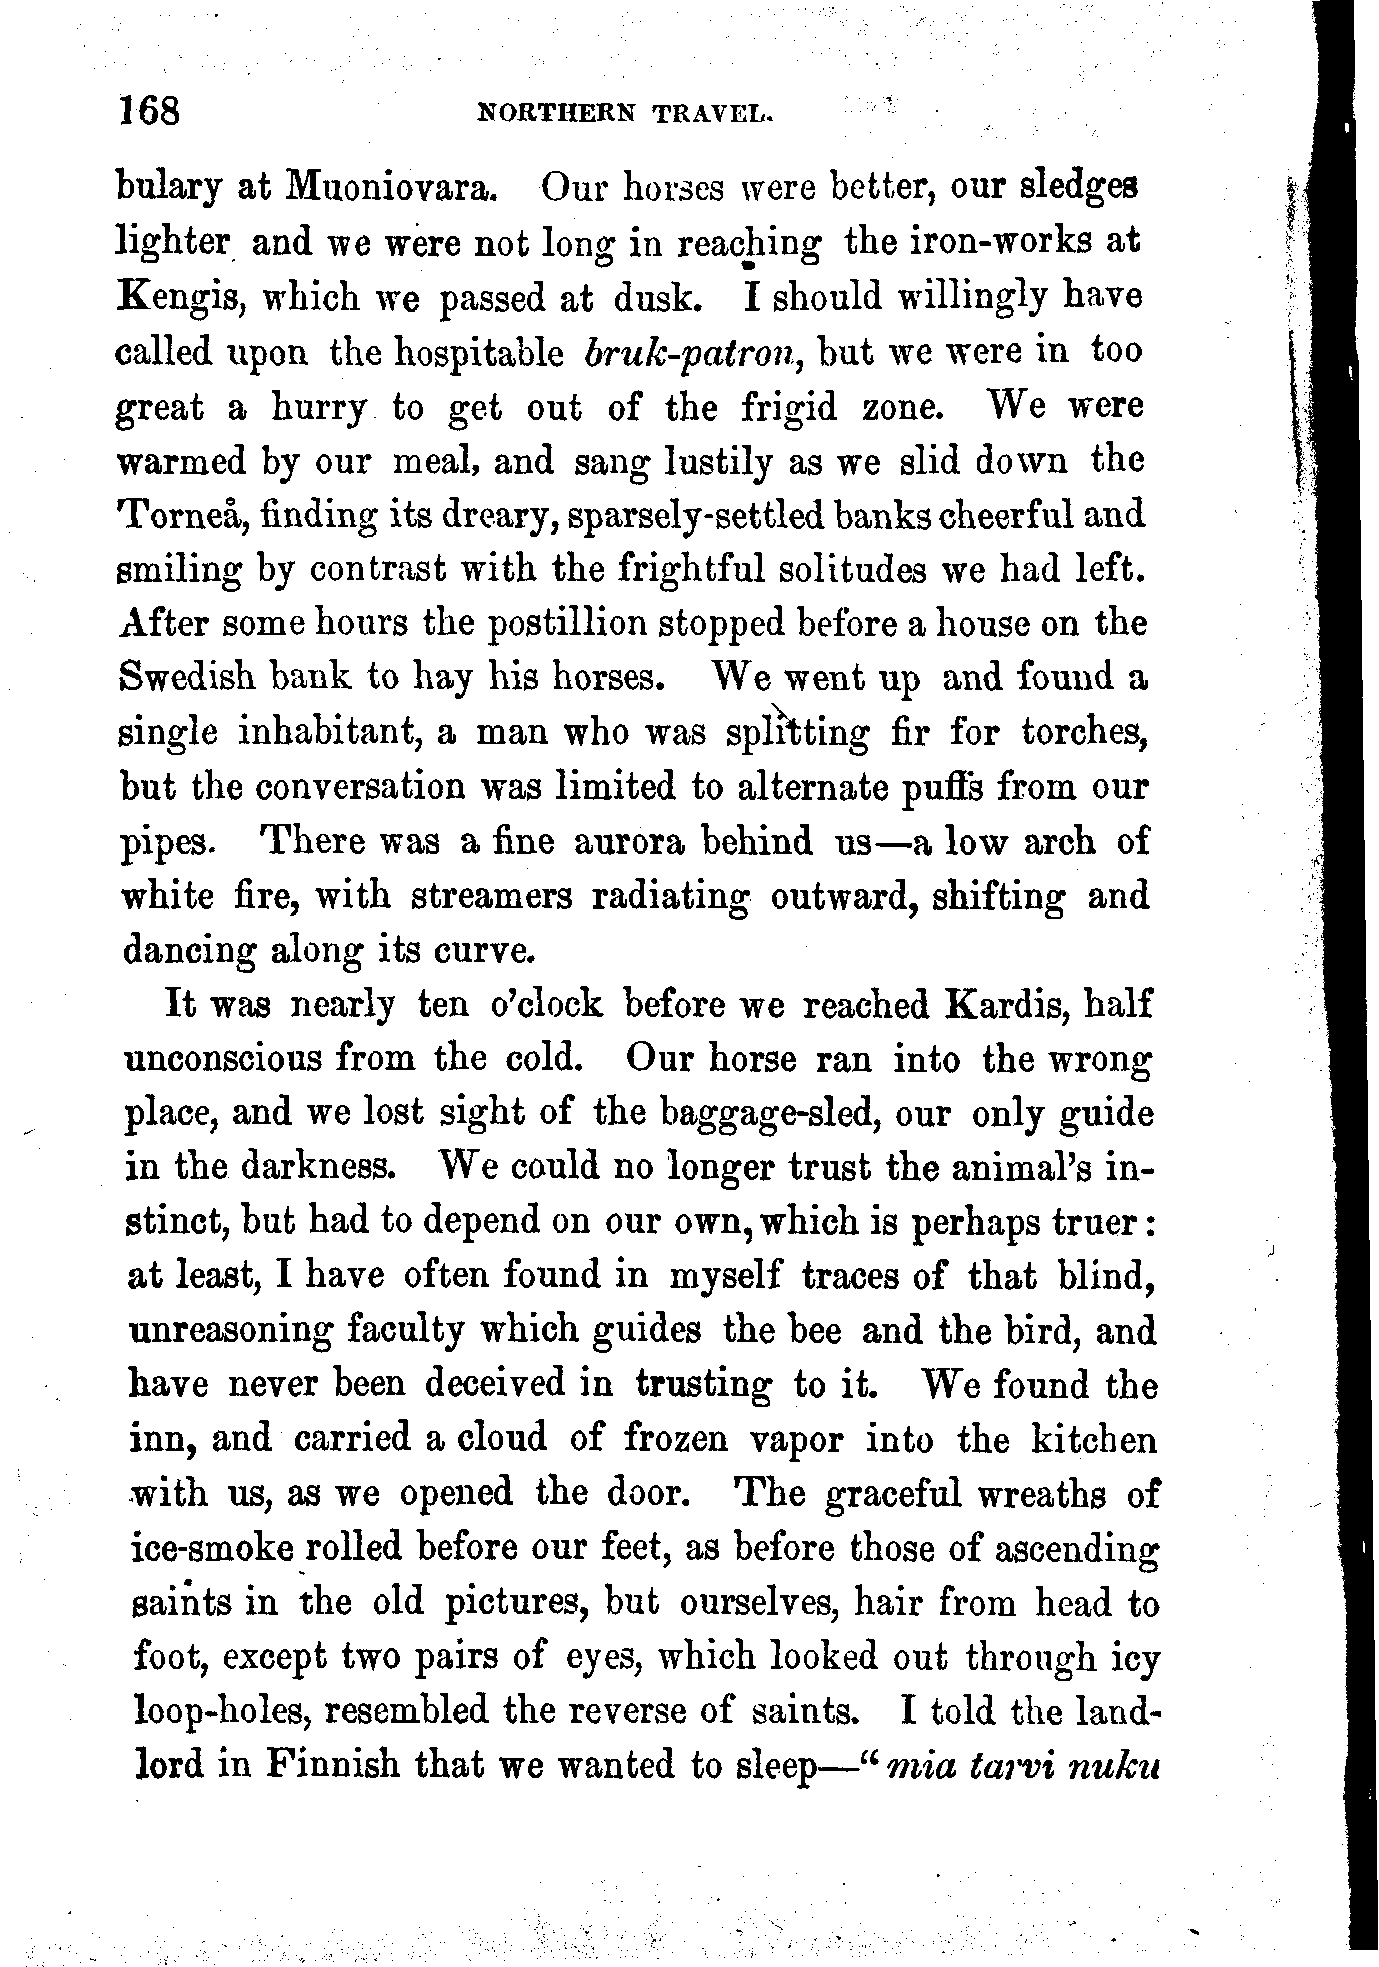 168 NORTHERN TRAVEL.
bulary at Muoniovara. Our horses were better, our sledges
lighter and we were not long in reaching the iron-works at
Kengis, which we passed at dusk. I should willingly have
called upon the hospitable bruk-patron, but we were in too
great a hurry to get out of the frigid zone. We were
warmed by our meal, and sang lustily as we slid down the
Torneå, finding its dreary, sparsely-settled banks cheerful and
smiling by contrast with the frightful solitudes we had left.
After some hours the postillion stopped before a house on the
Swedish bank to hay his horses. We went up and found a
single inhabitant, a man who was splitting fir for torches,
but the conversation was limited to alternate puffs from our
pipes. There was a fine aurora behind us—a low arch of
white fire, with streamers radiating outward, shifting and
dancing along its curve.
It was nearly ten o'clock before we reached Kardis, half
unconscious from the cold. Our horse ran into the wrong
place, and we lost sight of the baggage-sled, our only guide
in the darkness. We could no longer trust the animal's in-
stinct, but had to depend on our own, which is perhaps truer:
at least, I have often found in myself traces of that blind,
unreasoning faculty which guides the bee and the bird, and
have never been deceived in trusting to it. We found the
inn, and carried a cloud of frozen vapor into the kitchen
with us, as we opened the door. The graceful wreaths of
ice-smoke rolled before our feet, as before those of ascending
saints in the old pictures, but ourselves, hair from head to
foot, except two pairs of eyes, which looked out through icy
loop-holes, resembled the reverse of saints. I told the land-
lord in Finnish that we wanted to sleep—"mia tarvi nuku